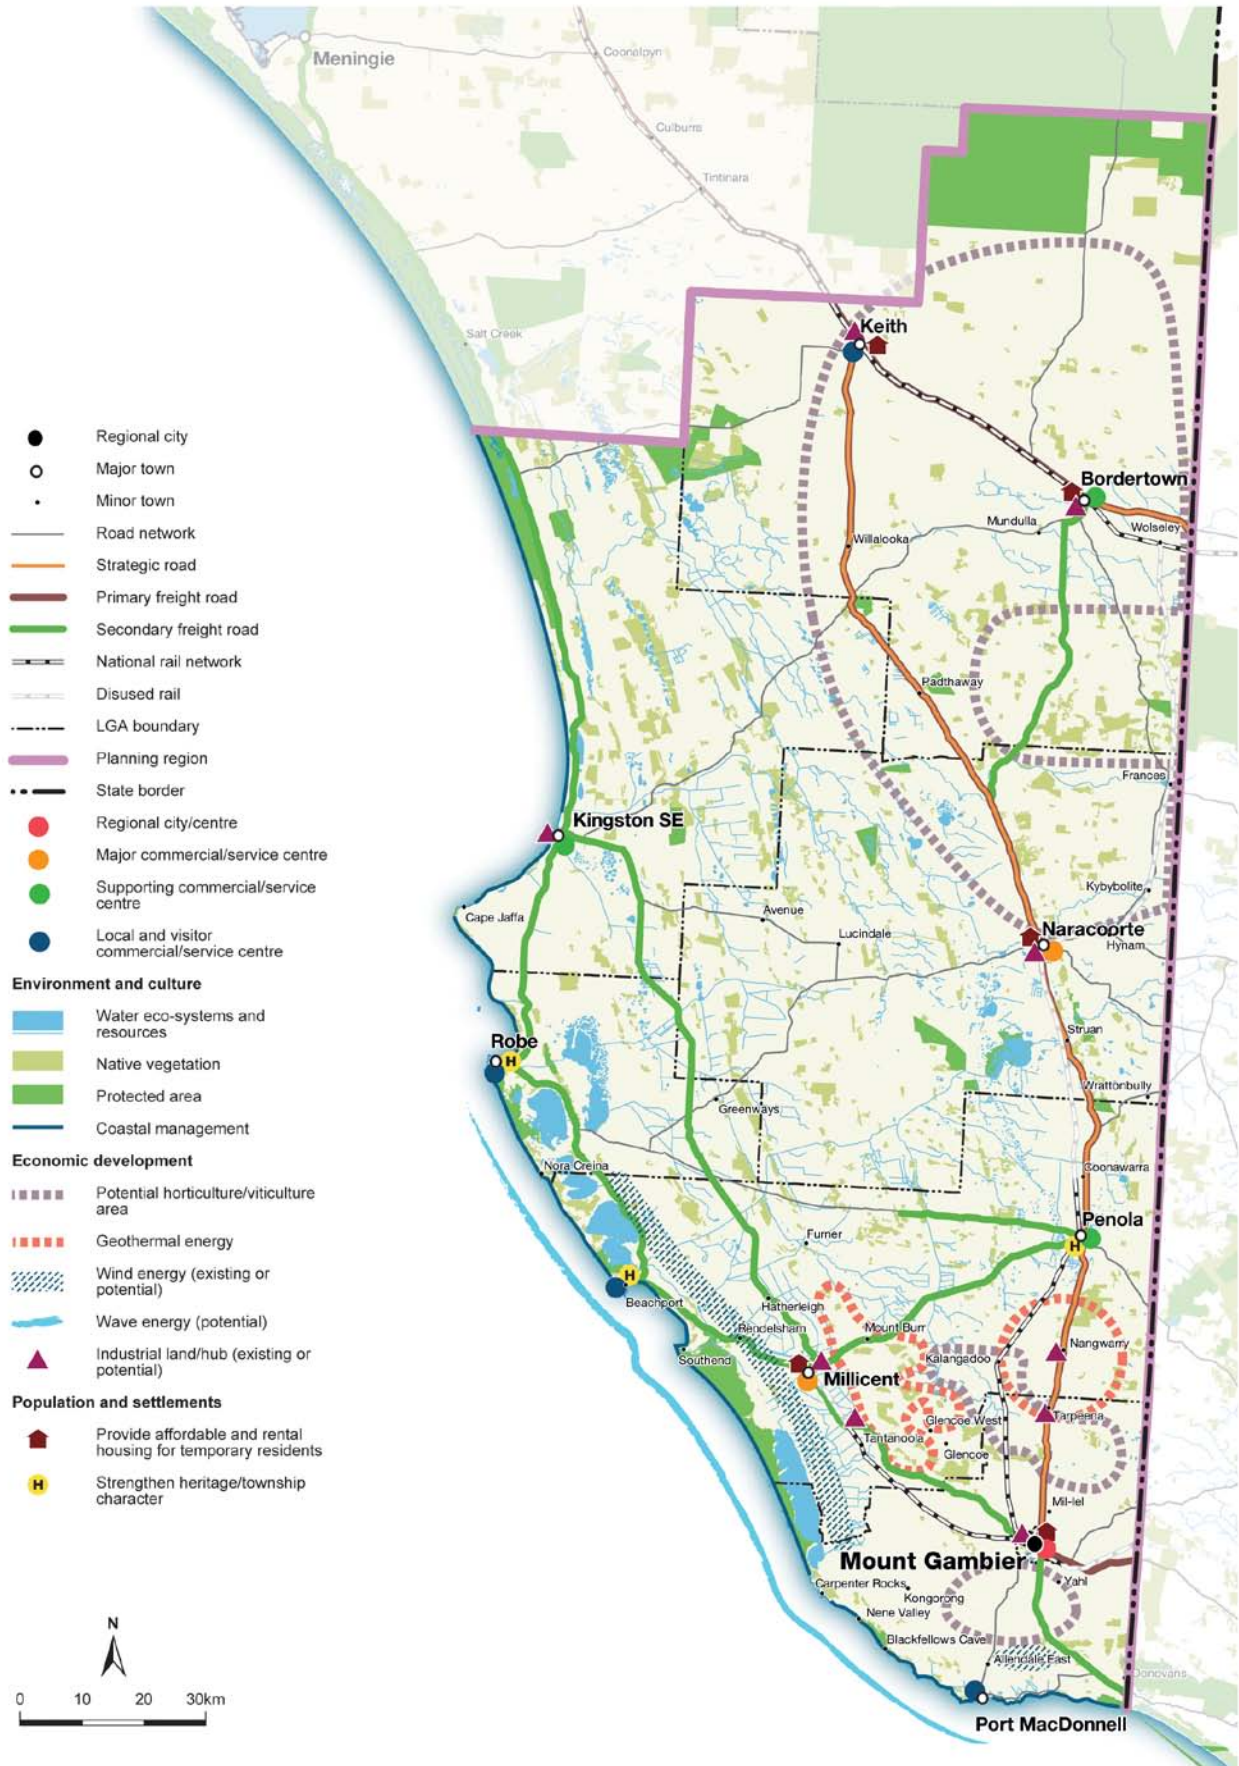 Meningie
Coonalpyn
Culburra
Tintinara
Salt Creek
Keith
Bordertown
Mundulla
Wolseley
Willalooka
Padthaway
Frances
Kingston SE
Kybybolite
Cape Jaffa
Avenue
Lucindale
Naracoorte
Hynam
Robe
Struan
Wrattonbully
Greenways
Nora Creina
Coonawarra
Penola
Furner
Beachport
Hatherleigh
Rendelsham
Mount Burr
Nangwarry
Southend
Kalangadoo
Millicent
Glencoe West
Tarpeena
Tantanoola
Glencoe
Mil-lel
Mount Gambier
Yahl
Carpenter Rocks
Kongorong
Nene Valley
Blackfellows Cave
Allendale East
Donovans
Port MacDonnell
Regional city
Major town
Minor town
Road network
Strategic road
Primary freight road
Secondary freight road
National rail network
Disused rail
LGA boundary
Planning region
State border
Regional city/centre
Major commercial/service centre
Supporting commercial/service
centre
Local and visitor
commercial/service centre
Environment and culture
Water eco-systems and
resources
Native vegetation
Protected area
Coastal management
Economic development
Potential horticulture/viticulture
area
Geothermal energy
Wind energy (existing or
potential)
Wave energy (potential)
Industrial land/hub (existing or
potential)
Population and settlements
Provide affordable and rental
housing for temporary residents
H
Strengthen heritage/township
character
H
H
H
N
0 10 20 30km